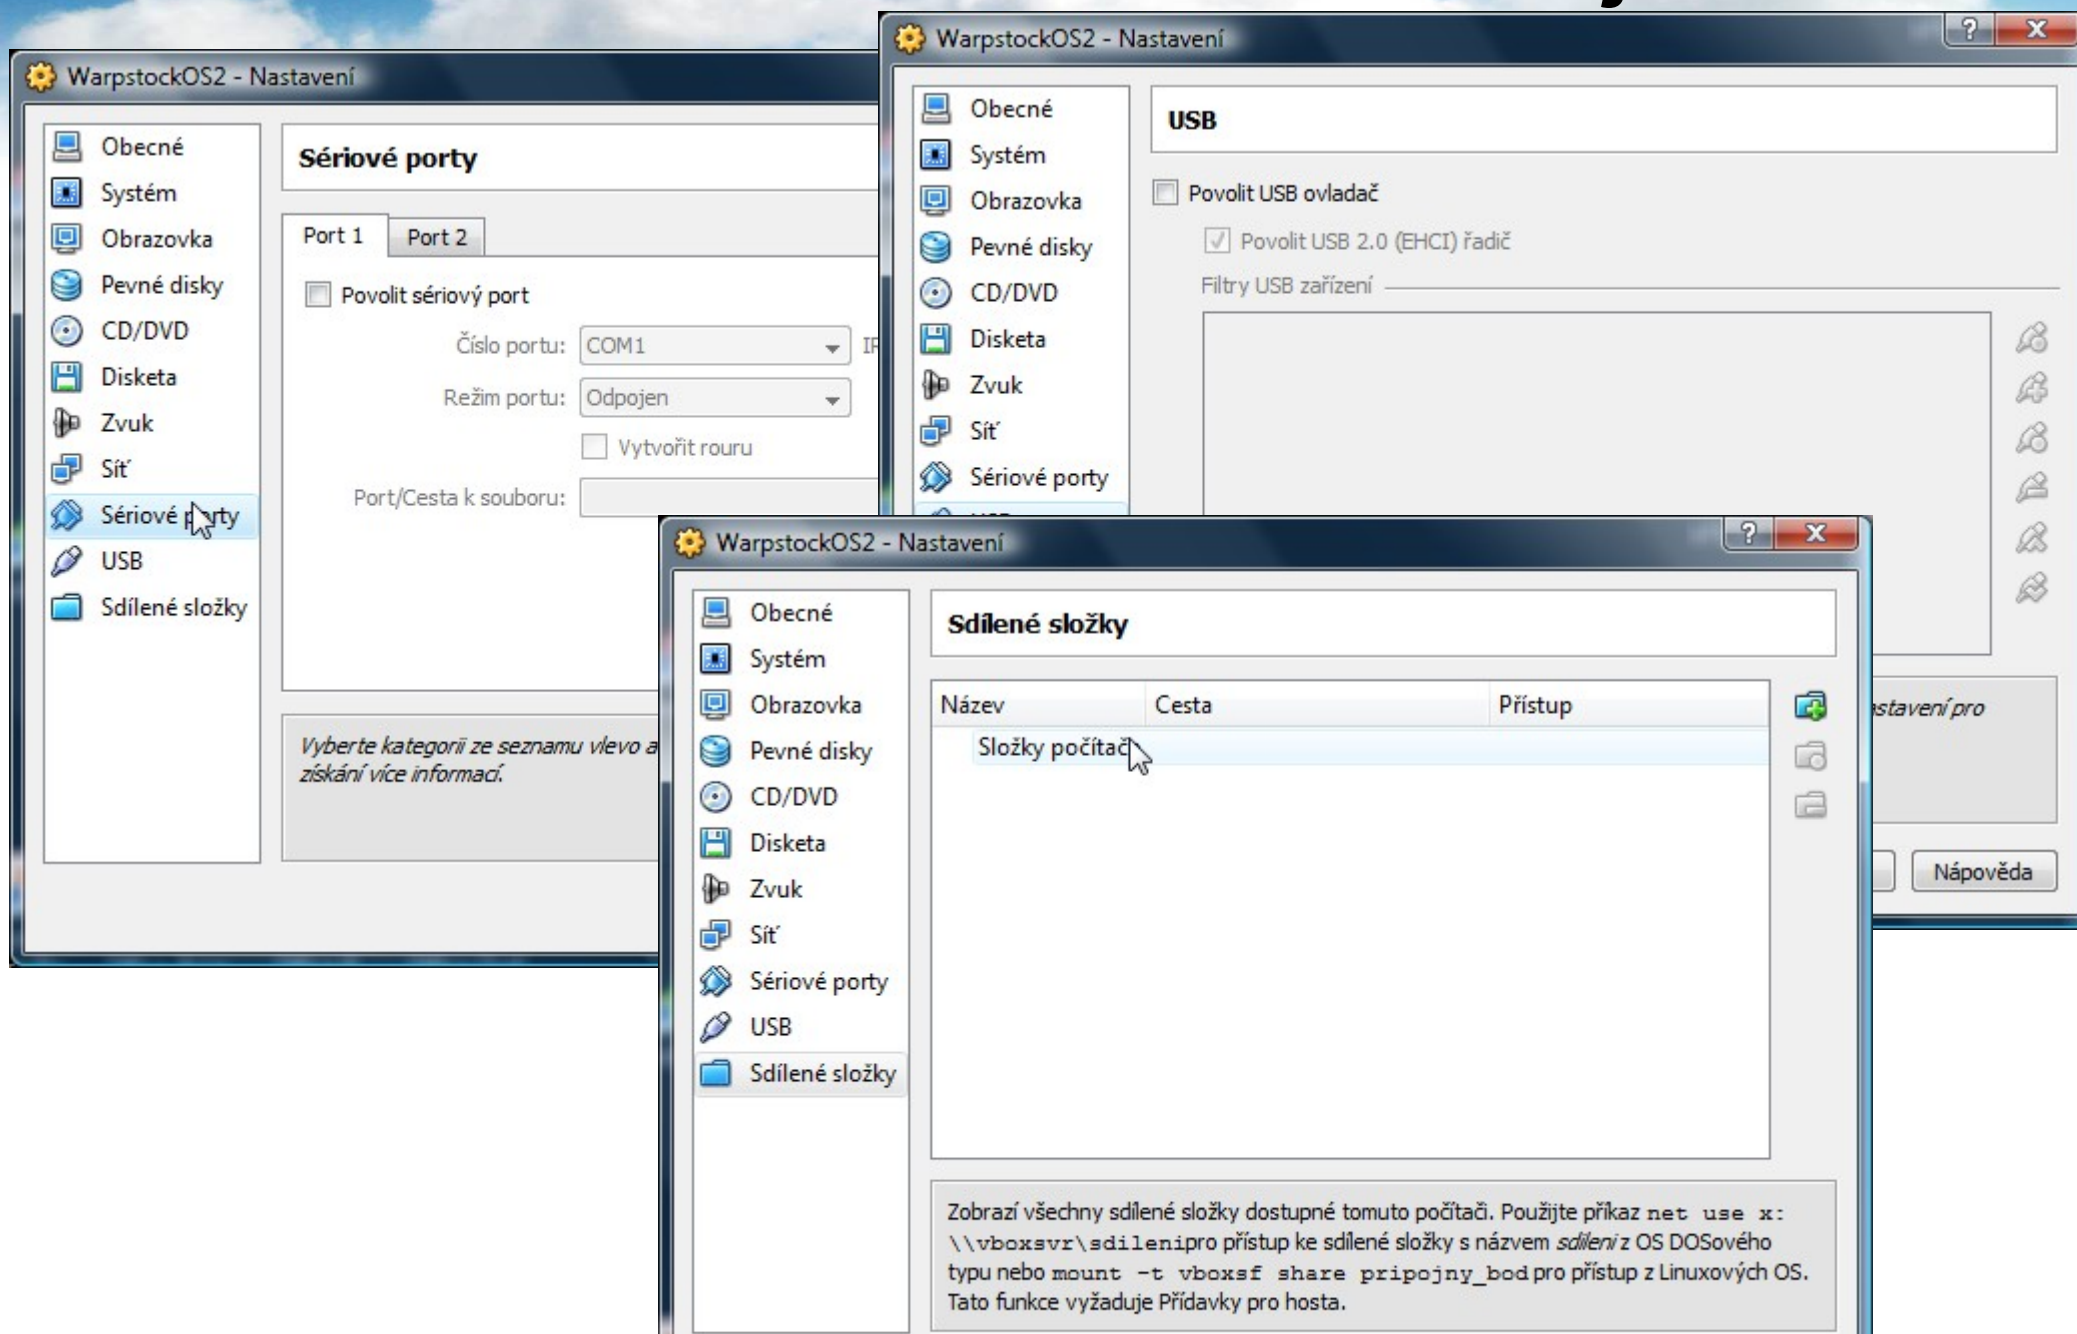 WarpstockOS2 - Nastavení
Obecné
Systém
Obrazovka
Pevné disky
CD/DVD
Disketa
Zvuk
Síť
Sériové porty
USB
Sdílené složky
Sériové porty
Port 1
Port 2
Povolit sériový port
Číslo portu: COM1
Režim portu: Odpojen
Vytvořit rouru
Port/Cesta k souboru:
Vyberte kategorii ze seznamu vlevo a
získání více informací.
WarpstockOS2 - Nastavení
Obecné
Systém
Obrazovka
Pevné disky
CD/DVD
Disketa
Zvuk
Síť
Sériové porty
USB
Povolit USB ovladač
Povolit USB 2.0 (EHCI) řadič
Filtry USB zařízení
pro
Nápověda
WarpstockOS2 - Nastavení
Obecné
Systém
Obrazovka
Pevné disky
CD/DVD
Disketa
Zvuk
Síť
Sériové porty
USB
Sdílené složky
Sdílené složky
Název Cesta Přístup
Složky počítač
Zobrazí všechny sdílené složky dostupné tomuto počítači. Použijte příkaz net use x:
\\vboxsvr\sdilenipro přístup ke sdílené složky s názvem sdileni z OS DOSového
typu nebo mount -t vboxsf share pripojny_bod pro přístup z Linuxových OS.
Tato funkce vyžaduje Přídavky pro hosta.